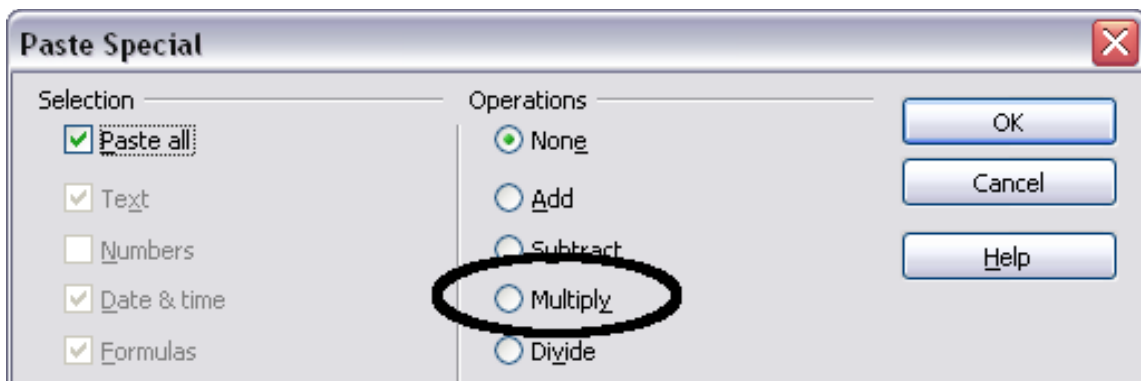 Paste Special
Selection
Paste all
Text
Numbers
Date & time
Formulas
Operations
None
Add
Subtract
Multiply
Divide
OK
Cancel
Help